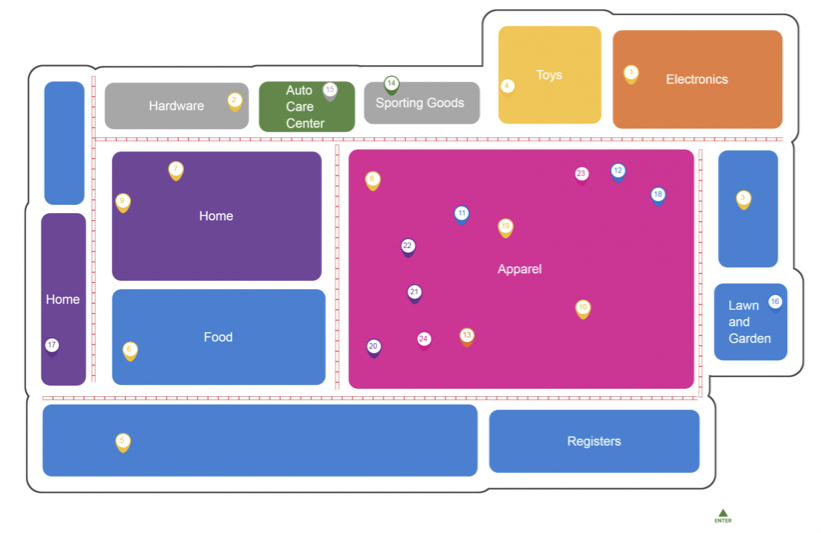 Toys
Electronics
1
4
Hardware
2
Auto
Care
Center
15
14
Sporting Goods
7
9
Home
8
23
12
18
11
19
22
Apparel
21
10
20
24
13
3
Lawn
and
Garden
16
Home
17
Food
6
5
Registers
ENTER